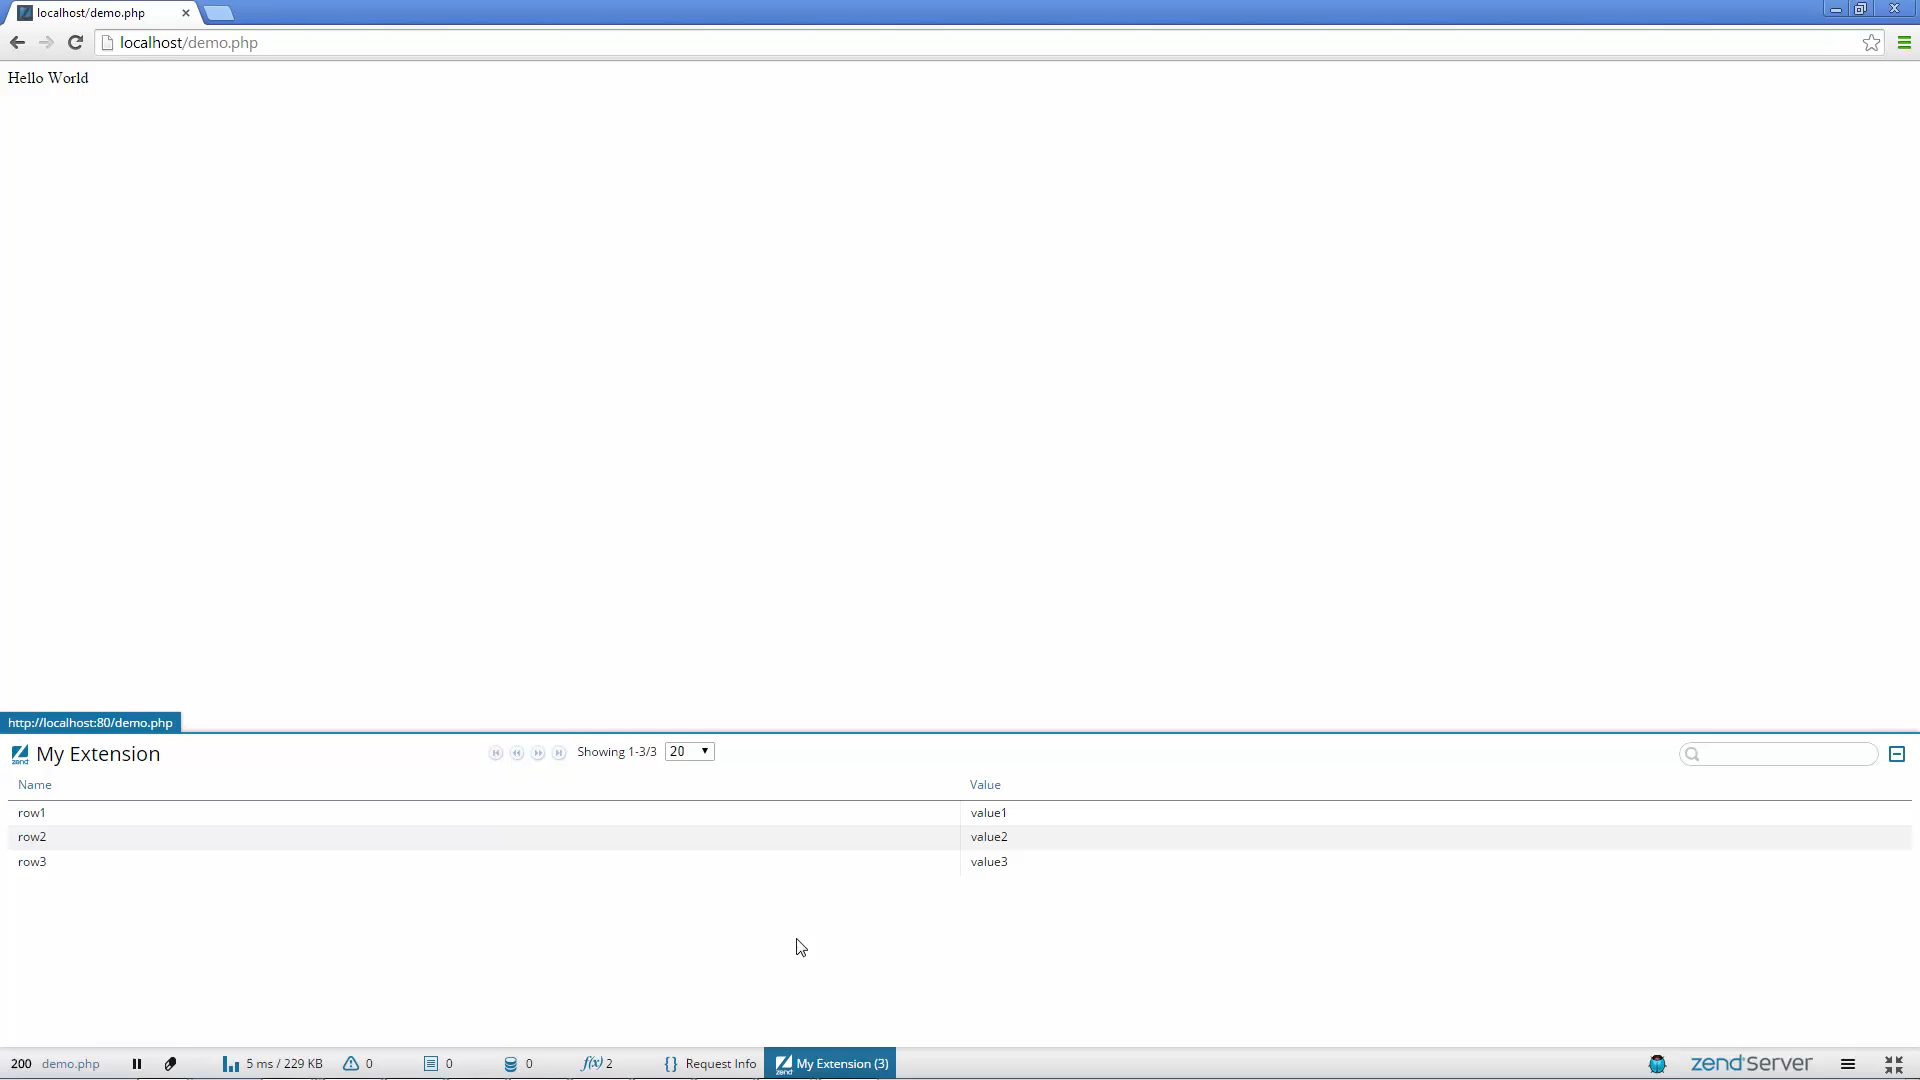 localhost/demo.php
localhost/demo.php
Hello World
http://localhost:80/demo.php
zend My Extension Showing 1-3/3 20
Name Value
row1 value1
row2 value2
row3 value3
200 demo.php 5 ms / 229 KB 0 0 0 f(x) 2 {} Request Info zend My Extension (3) zend Server